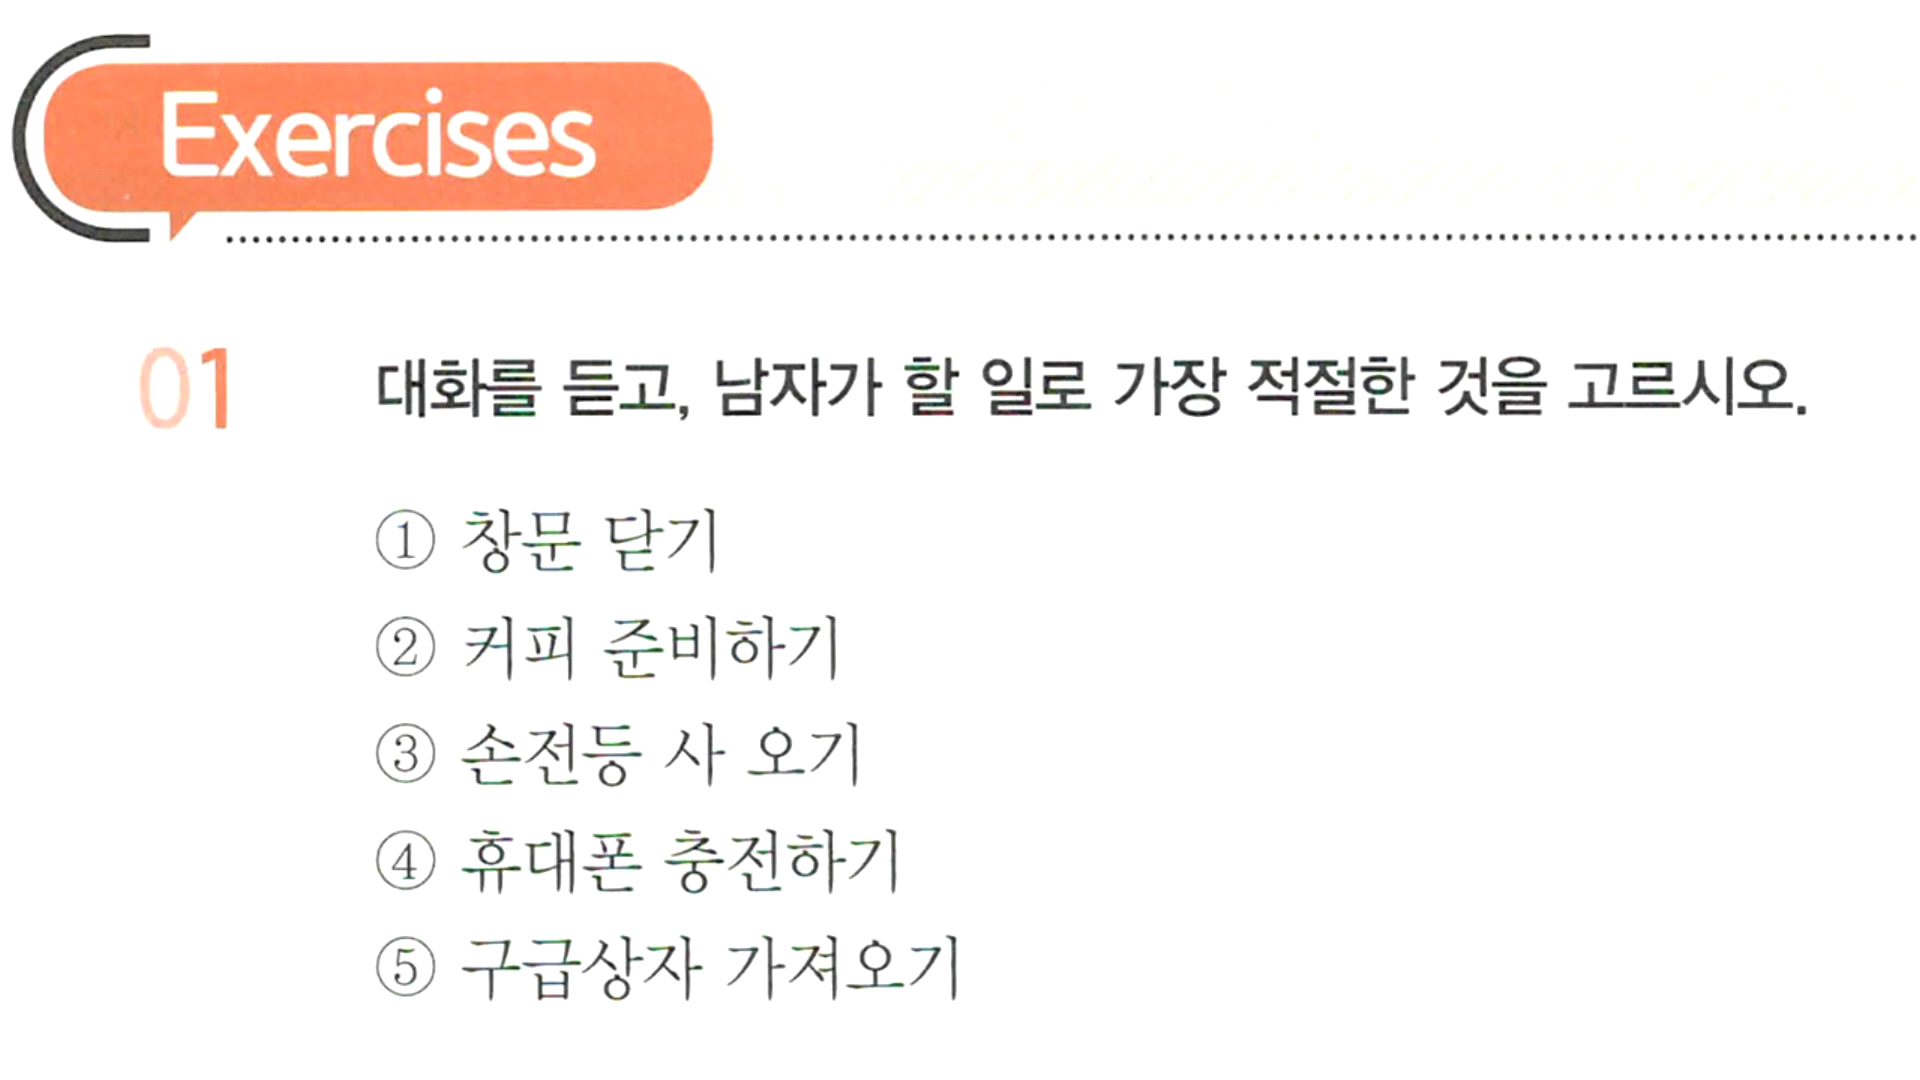 Exercises
01 대화를 듣고, 남자가 할 일로 가장 적절한 것을 고르시오.
① 창문 닫기
② 커피 준비하기
③ 손전등 사 오기
④ 휴대폰 충전하기
⑤ 구급상자 가져오기